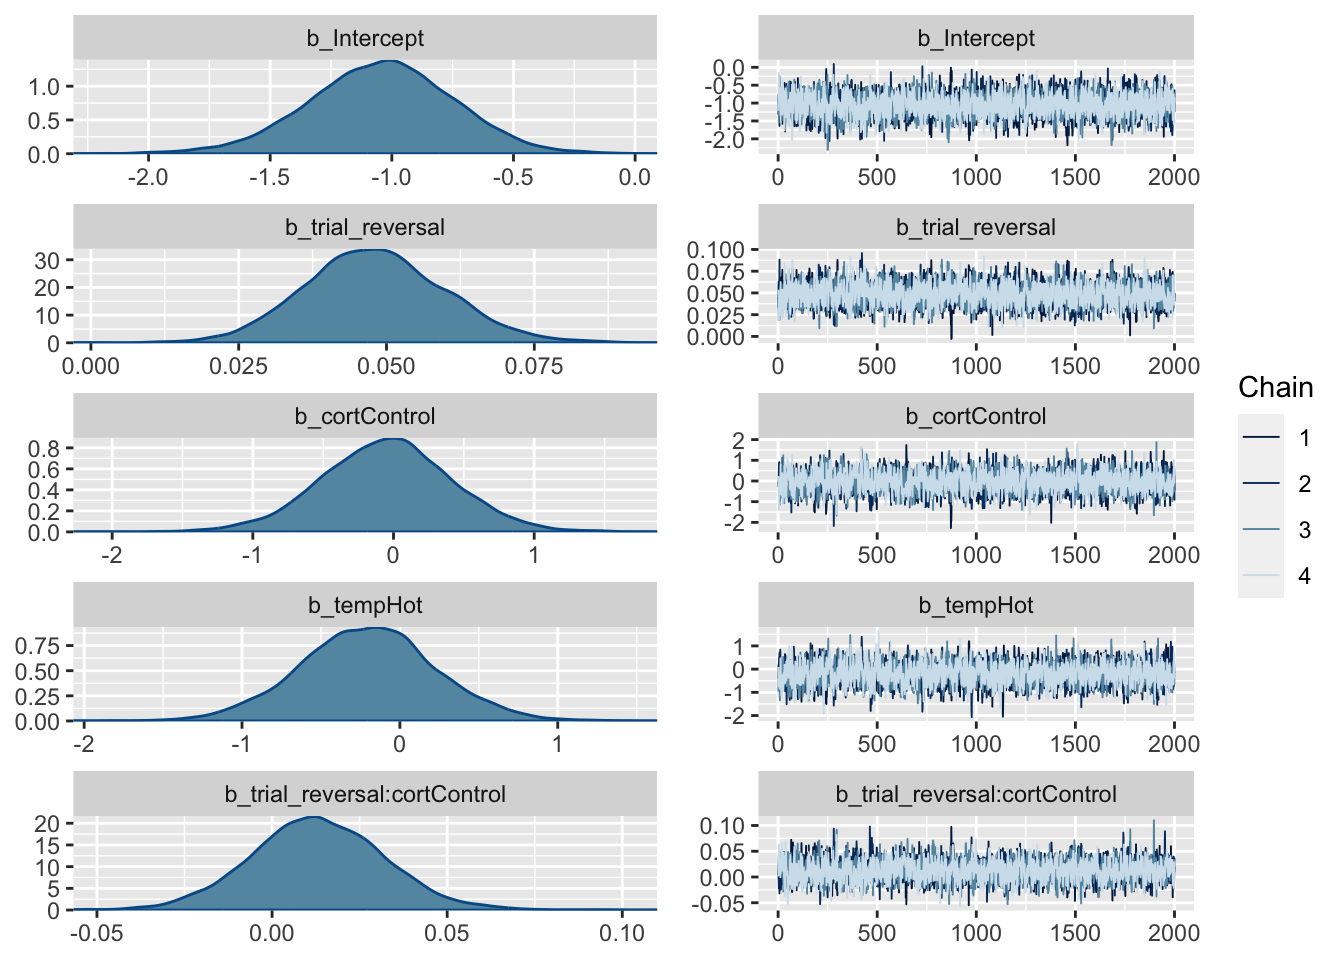 b_Intercept
1.0
0.5
0.0
-2.0 -1.5 -1.0 -0.5 0.0
b_Intercept
0.0
-0.5
-1.0
-1.5
-2.0
0 500 1000 1500 2000
b_trial_reversal
30
20
10
0
0.000 0.025 0.050 0.075
b_trial_reversal
0.100
0.075
0.050
0.025
0.000
0 500 1000 1500 2000
b_cortControl
0.8
0.6
0.4
0.2
0.0
-2 -1 0 1
b_cortControl
2
1
0
-1
-2
0 500 1000 1500 2000
b_tempHot
0.75
0.50
0.25
0.00
-2 -1 0 1
b_tempHot
1
0
-1
-2
0 500 1000 1500 2000
b_trial_reversal:cortControl
20
15
10
5
0
-0.05 0.00 0.05 0.10
b_trial_reversal:cortControl
0.10
0.05
0.00
-0.05
0 500 1000 1500 2000
Chain
1
2
3
4